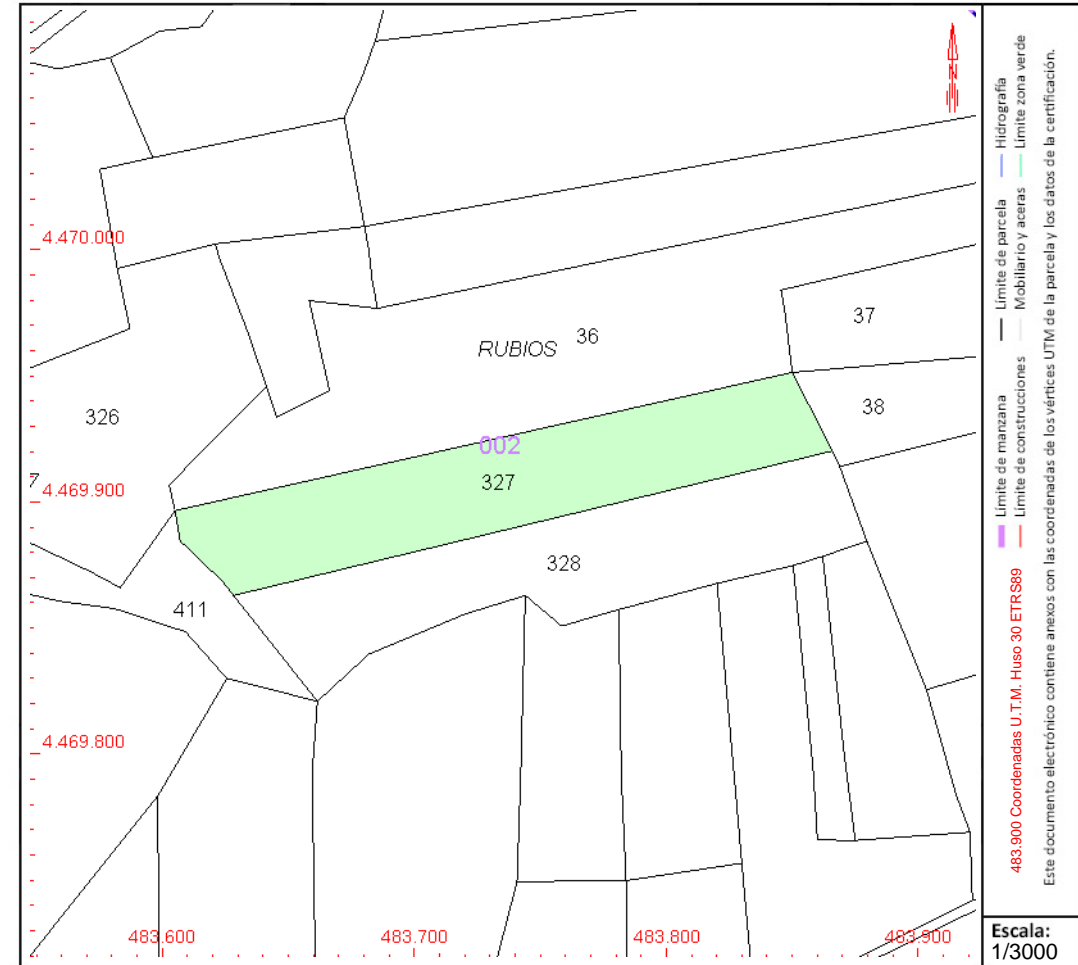 N
4.470.000
37
36
RUBIOS
38
326
002
7
4.469.900
327
328
411
4.469.800
483.600
483.700
483.800
483.900
483.900 Coordenadas U.T.M. Huso 30 ETRS89
Límite de manzana
Límite de parcela
Hidrografía
Límite de construcciones
Mobiliario y aceras
Límite zona verde
Este documento electrónico contiene anexos con las coordenadas de los vértices UTM de la parcela y los datos de la certificación.
Escala:
1/3000